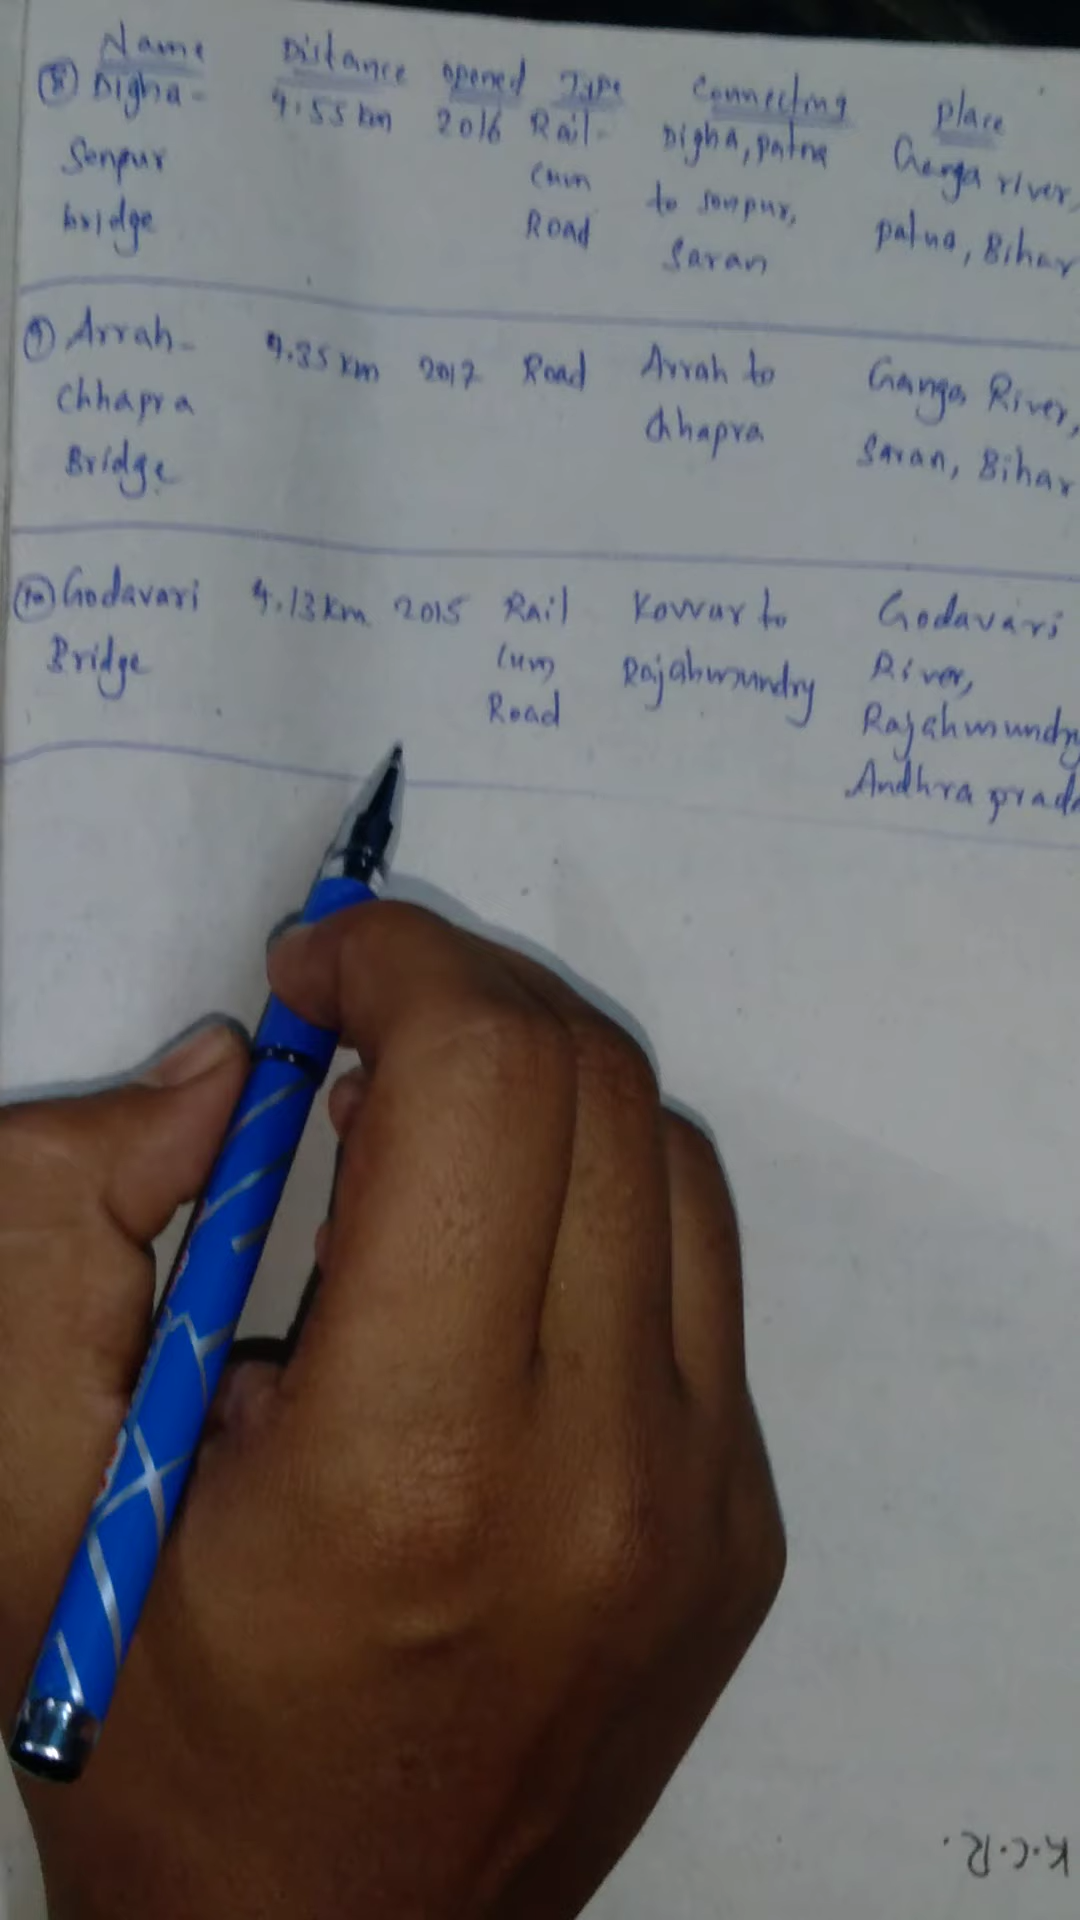 Name Distance opened Type Connecting place
⑧ Digha- 4.55 km 2016 Rail- Digha, patna Ganga river,
Sonpur cum to sonpur, patna, Bihar
bridge Road Saran
⑨ Arrah- 4.35 km 2017 Road Arrah to Ganga River,
Chhapra Chhapra Saran, Bihar
Bridge
⑩ Godavari 4.13 km 2015 Rail Kovvur to Godavari
Bridge cum Rajahmundry River,
Road Rajahmundry
Andhra prade
K.C.R.